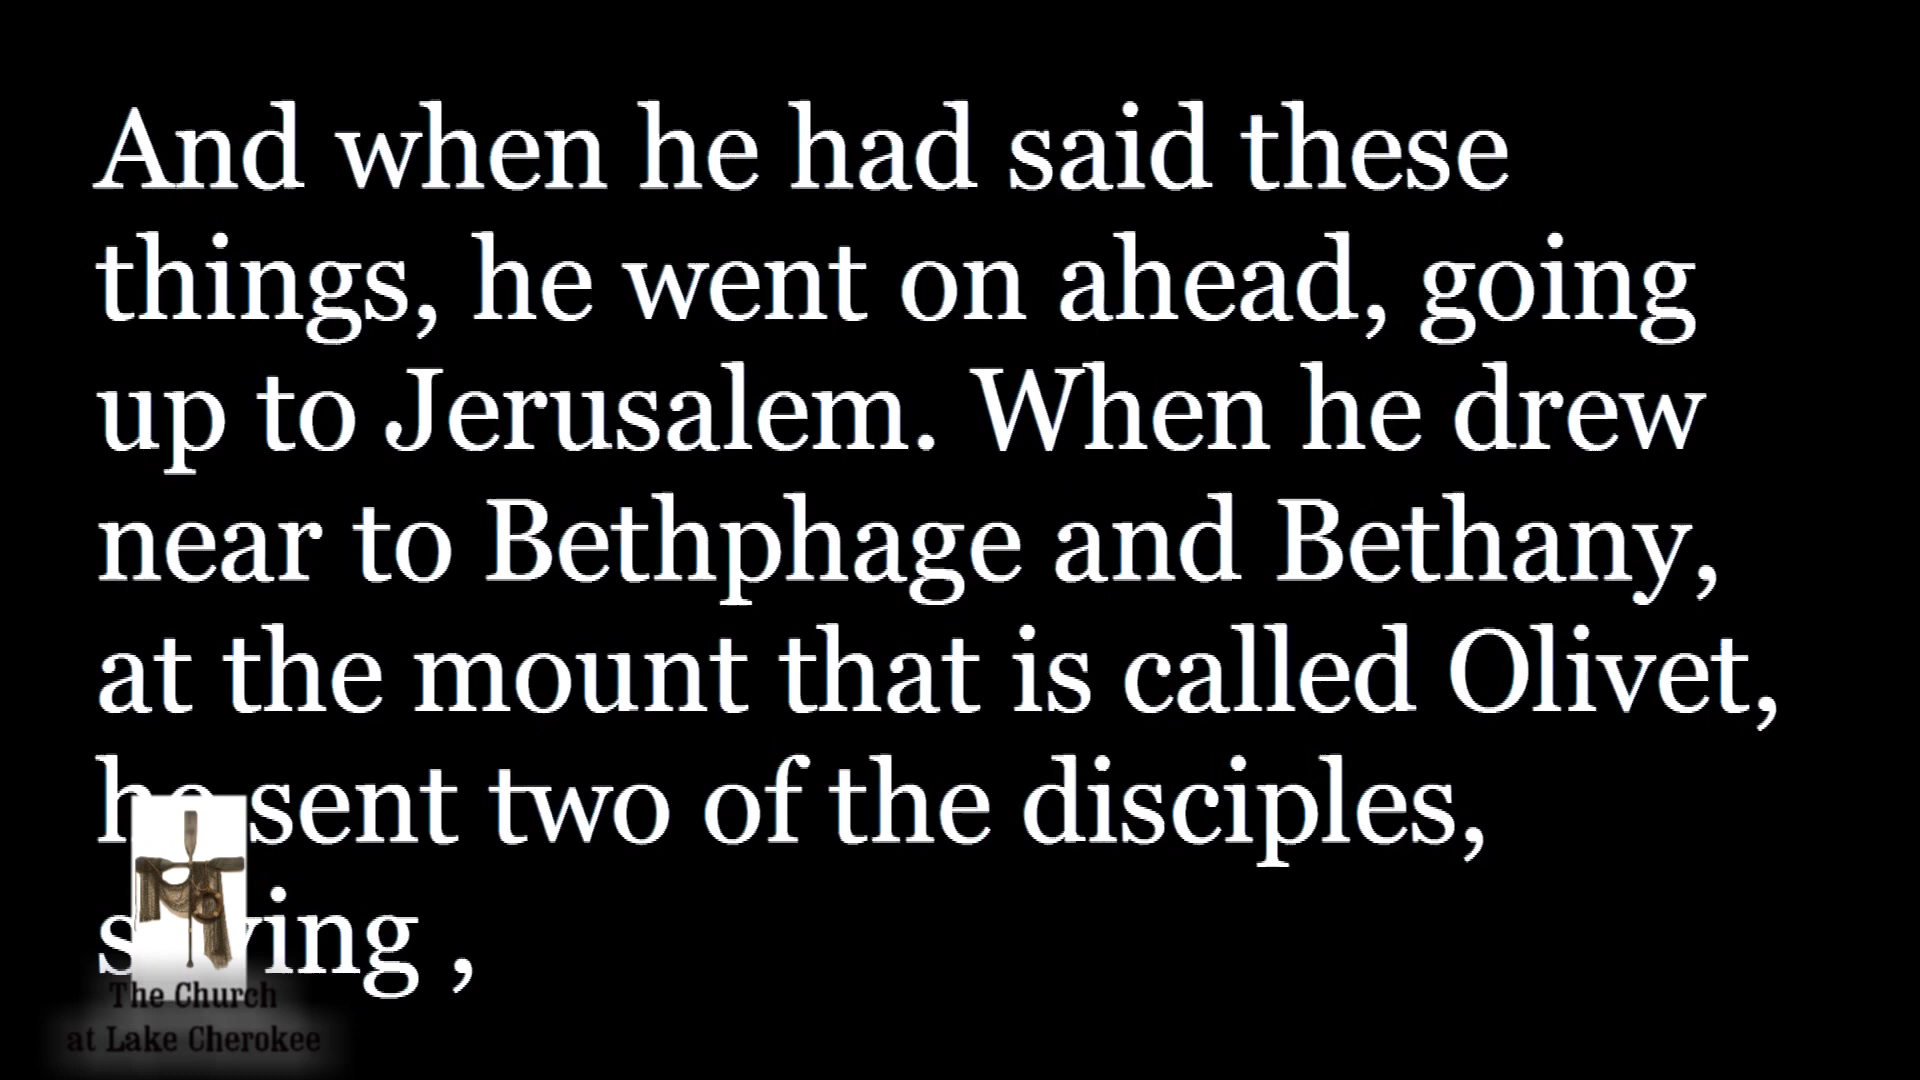 And when he had said these
things, he went on ahead, going
up to Jerusalem. When he drew
near to Bethphage and Bethany,
at the mount that is called Olivet,
he sent two of the disciples,
saying ,
The Church
at Lake Cherokee